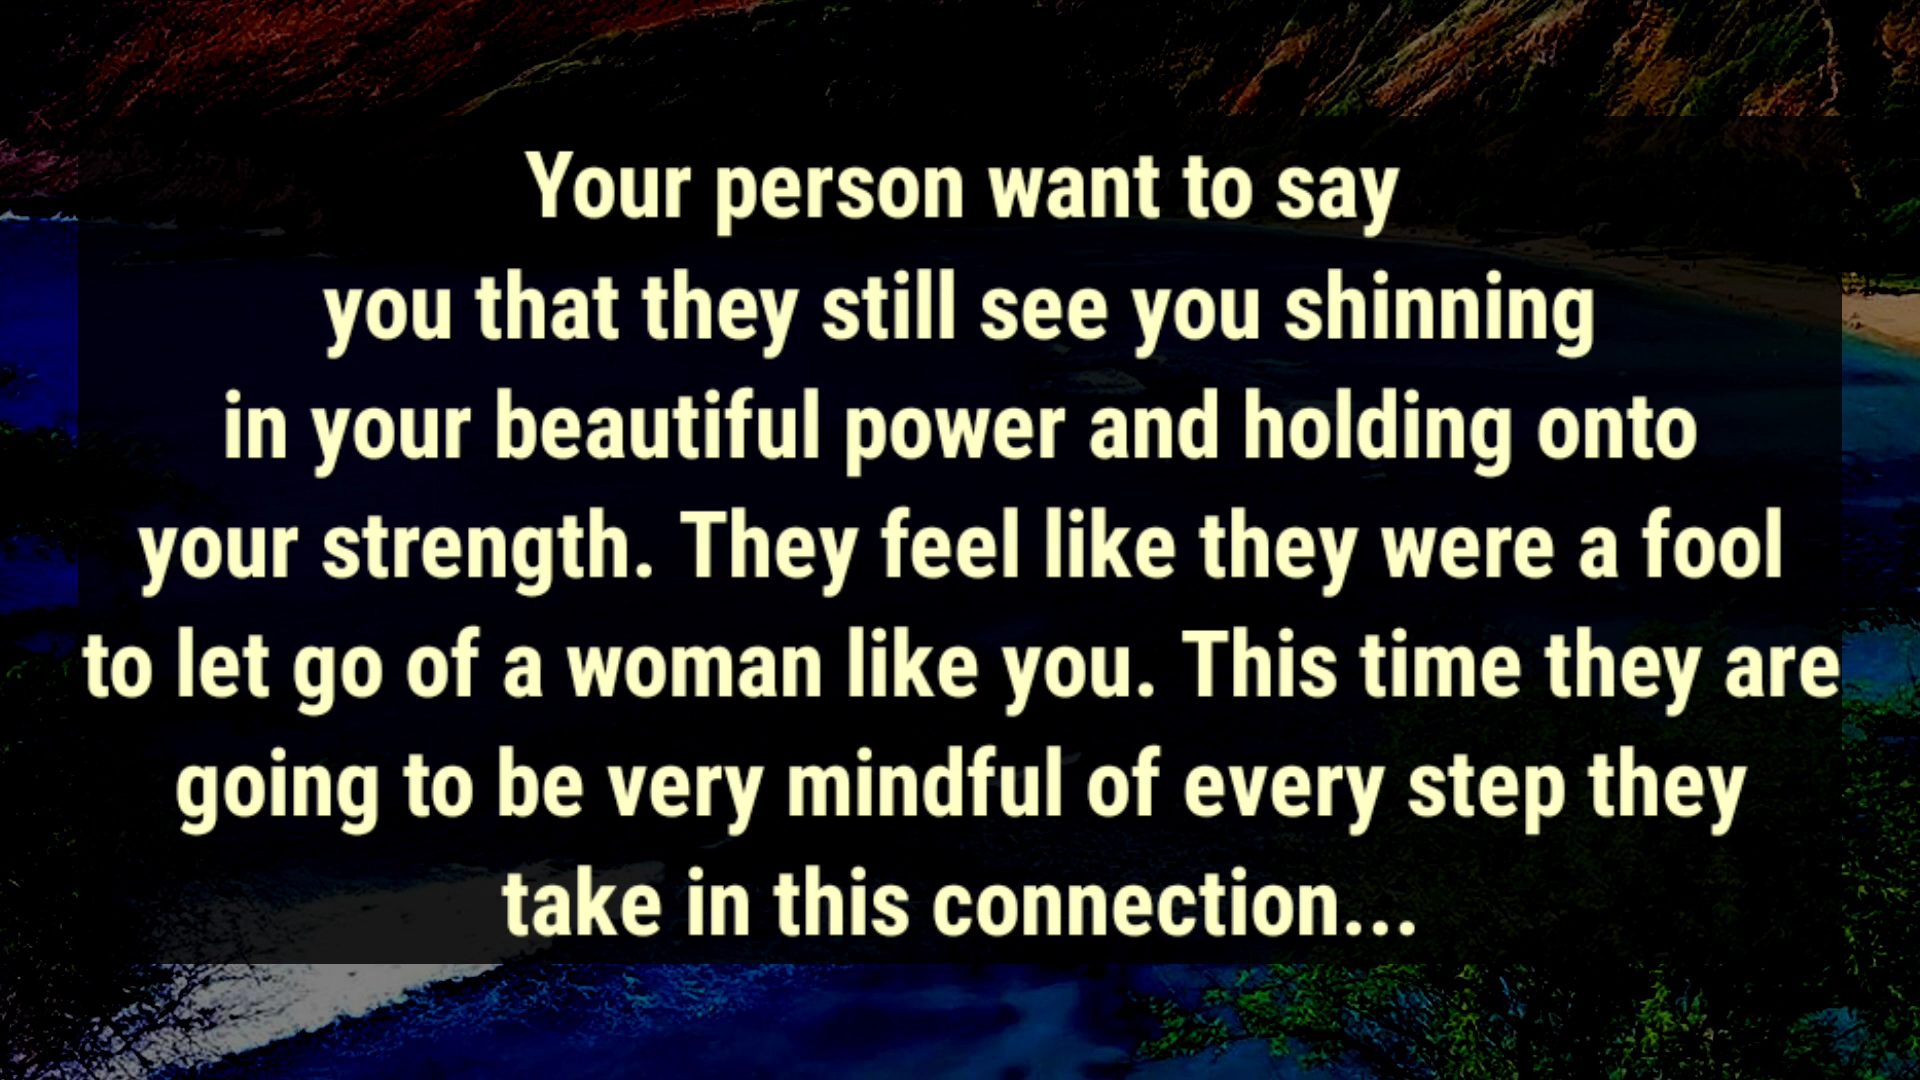 Your person want to say
you that they still see you shinning
in your beautiful power and holding onto
your strength. They feel like they were a fool
to let go of a woman like you. This time they are
going to be very mindful of every step they
take in this connection...